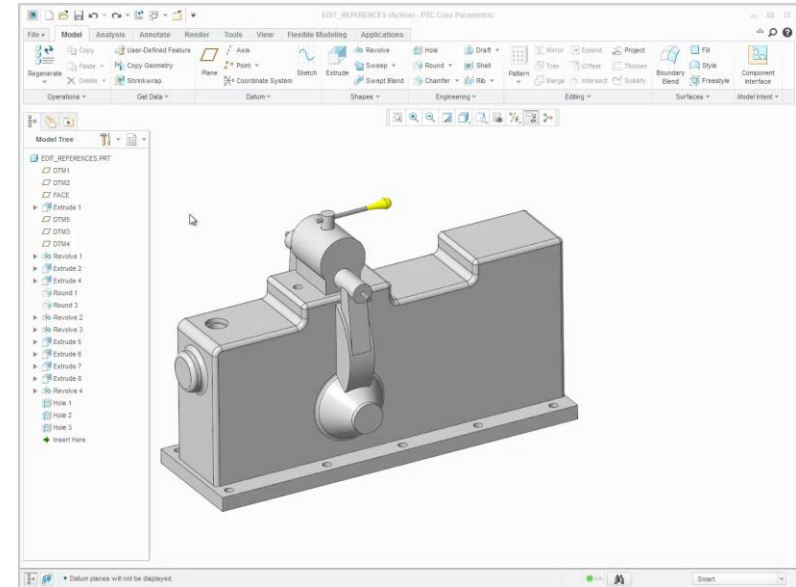 EDIT_REFERENCES (Active) - PTC Creo Parametric
File Model Analysis Annotate Render Tools View Flexible Modeling Applications
Regenerate
Copy
Paste
Delete
User-Defined Feature
Copy Geometry
Shrinkwrap
Plane
Axis
Point
Coordinate System
Sketch
Extrude
Revolve
Sweep
Swept Blend
Hole
Round
Chamfer
Draft
Shell
Rib
Pattern
Mirror
Trim
Merge
Extend
Offset
Intersect
Project
Thicken
Solidify
Boundary Blend
Fill
Style
Freestyle
Component Interface
Operations Get Data Datum Shapes Engineering Editing Surfaces Model Intent
Model Tree
EDIT_REFERENCES.PRT
DTM1
DTM2
FACE
Extrude 1
DTM5
DTM3
DTM4
Revolve 1
Extrude 2
Extrude 4
Round 1
Round 3
Revolve 2
Revolve 3
Extrude 5
Extrude 6
Extrude 7
Extrude 8
Revolve 4
Hole 1
Hole 2
Hole 3
Insert Here
• Datum planes will not be displayed.
Smart